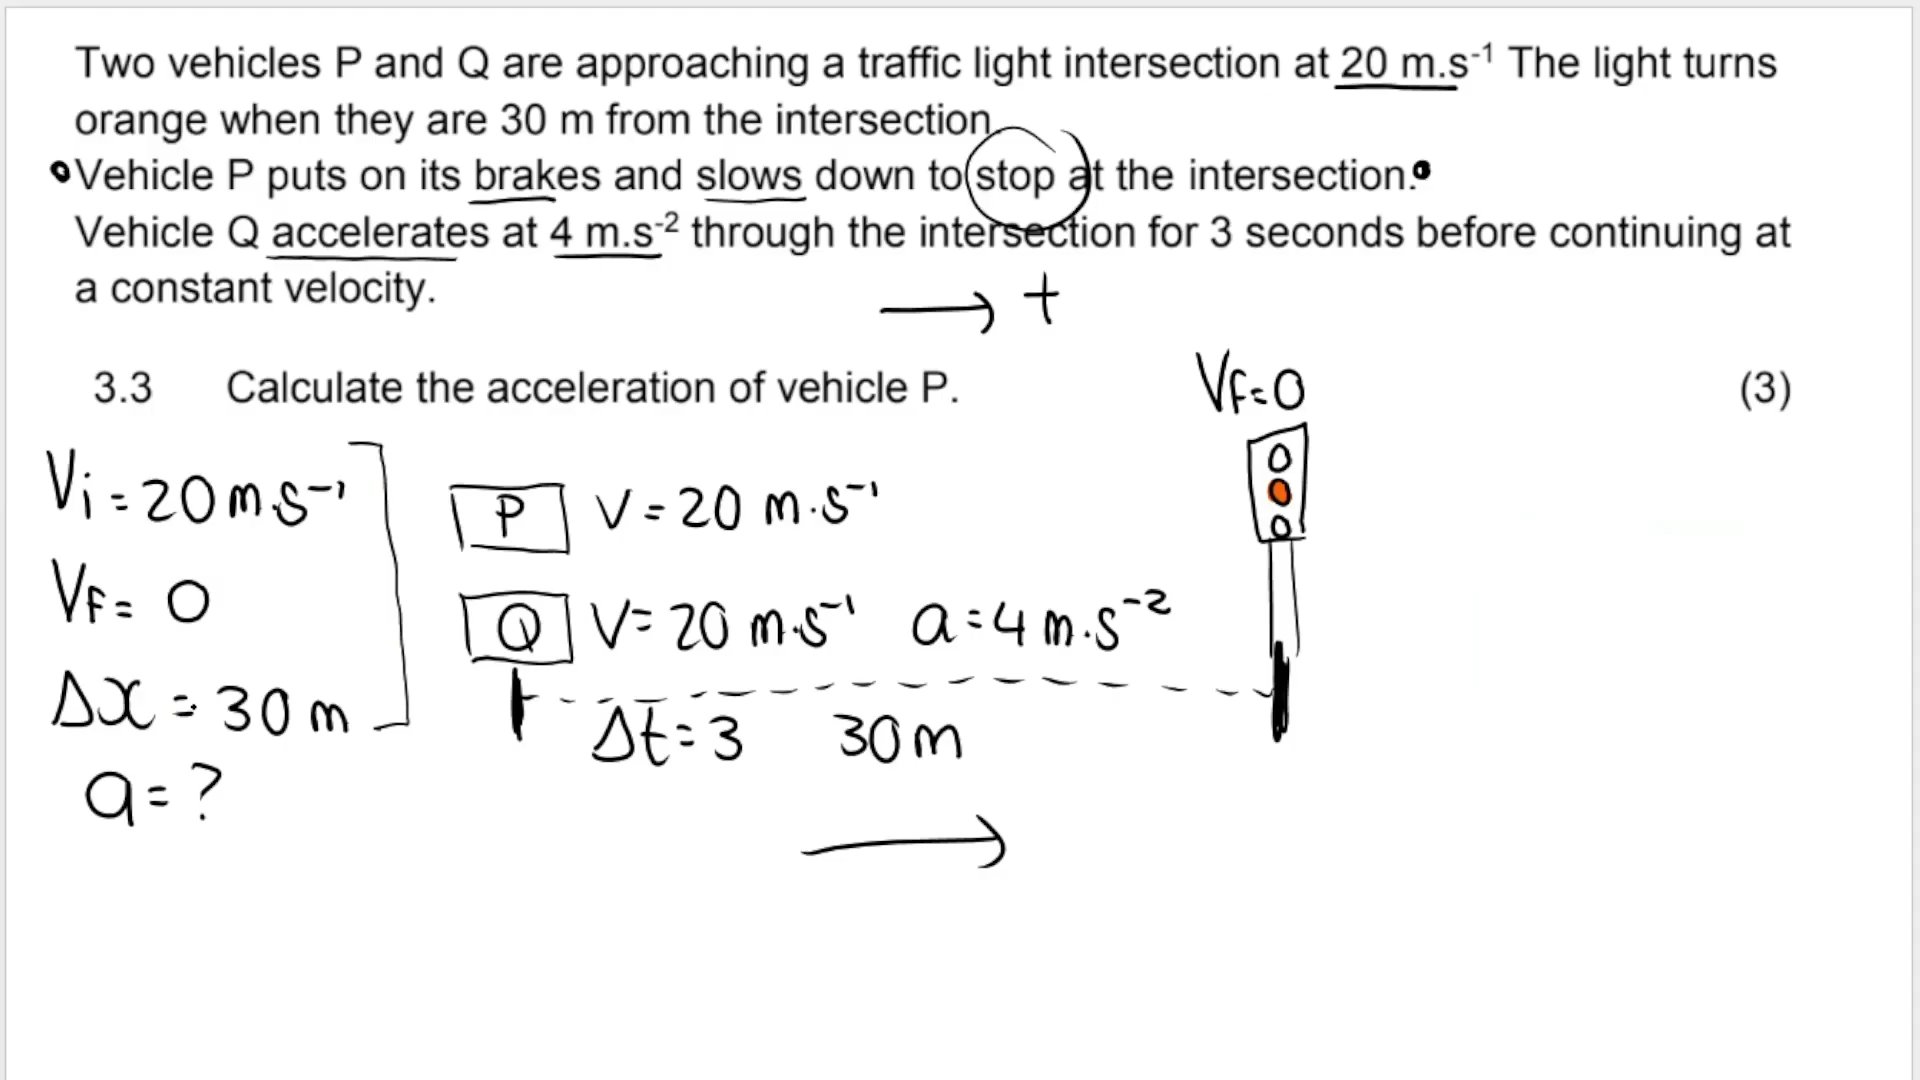 Two vehicles P and Q are approaching a traffic light intersection at 20 m.s⁻¹ The light turns
orange when they are 30 m from the intersection.
Vehicle P puts on its brakes and slows down to stop at the intersection.
Vehicle Q accelerates at 4 m.s⁻² through the intersection for 3 seconds before continuing at
a constant velocity.
→ +
3.3 Calculate the acceleration of vehicle P. (3)
Vf=0
Vi=20m.s⁻¹
P V=20 m.s⁻¹
Vf= 0
Q V=20 m.s⁻¹ a=4 m.s⁻²
Δx=30m
Δt=3 30m
a=?